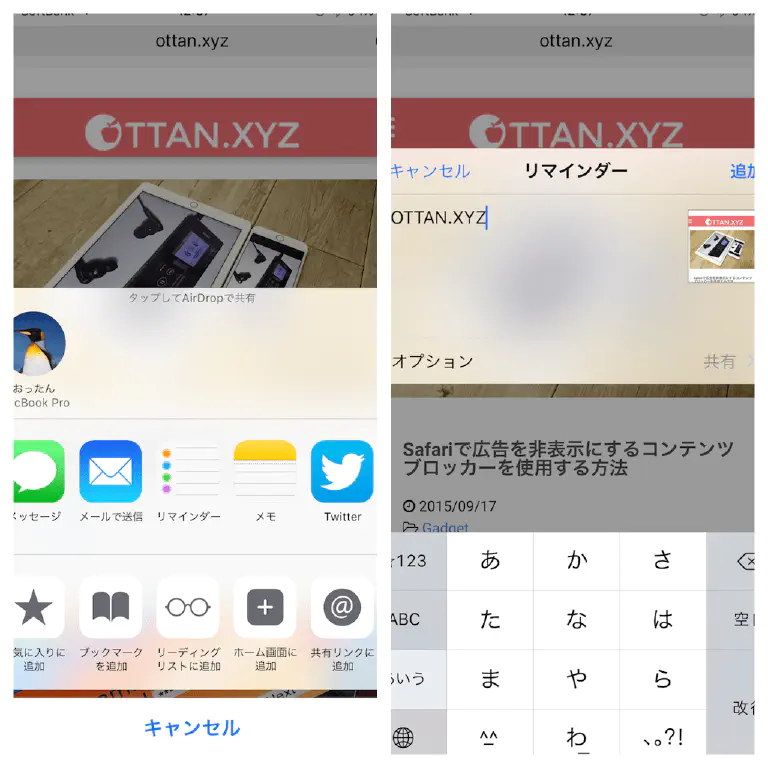 ottan.xyz
OTTAN.XYZ
タップしてAirDropで共有
おったん
cBook Pro
メッセージ
メールで送信
リマインダー
メモ
Twitter
気に入りに
追加
ブックマーク
を追加
リーディング
リストに追加
ホーム画面に
追加
共有リンクに
追加
キャンセル
ottan.xyz
OTTAN.XYZ
キャンセル
リマインダー
追加
OTTAN.XYZ
オプション
共有
Safariで広告を非表示にするコンテンツ
ブロッカーを使用する方法
2015/09/17
Gadget
☆123
あ
か
さ
ABC
た
な
は
空
あいう
ま
や
ら
改行
^^
わ
、。?!